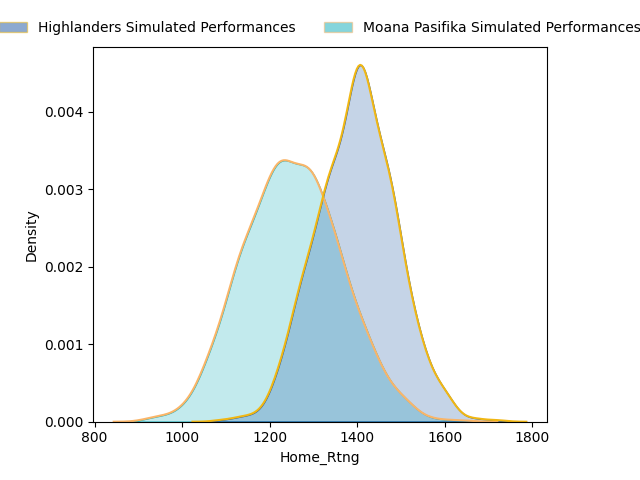 Highlanders Simulated Performances Moana Pasifika Simulated Performances
0.004
0.003
Density
0.002
0.001
0.000
800 1000 1200 1400 1600 1800
Home_Rtng